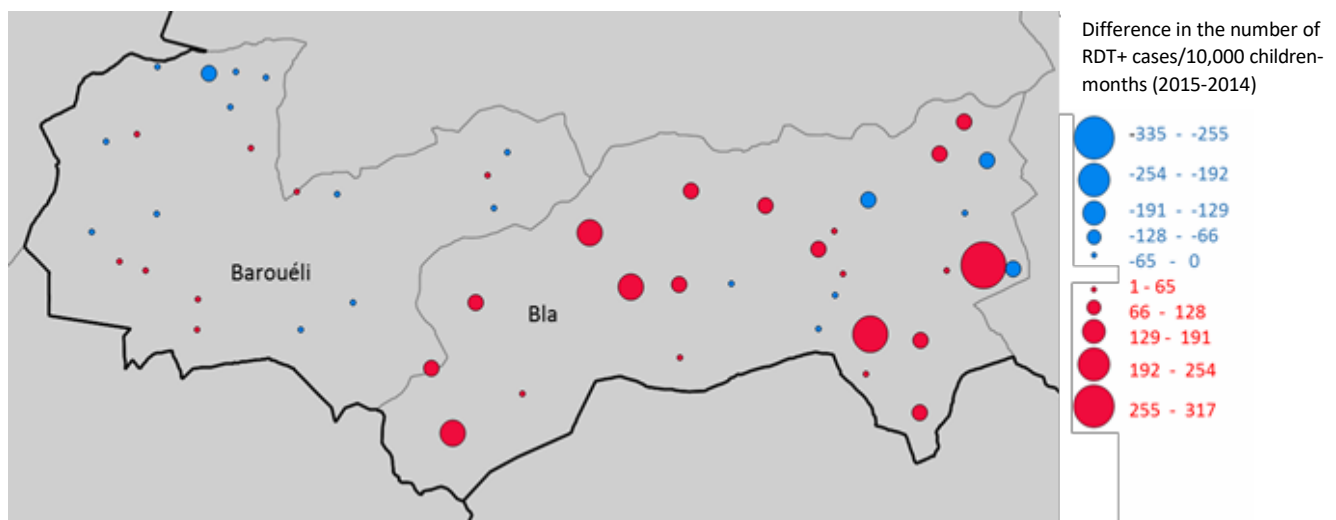 Difference in the number of
RDT+ cases/10,000 children-
months (2015-2014)
-335 - -255
-254 - -192
-191 - -129
-128 - -66
-65 - 0
1 - 65
66 - 128
129 - 191
192 - 254
255 - 317
Barouéli
Bla